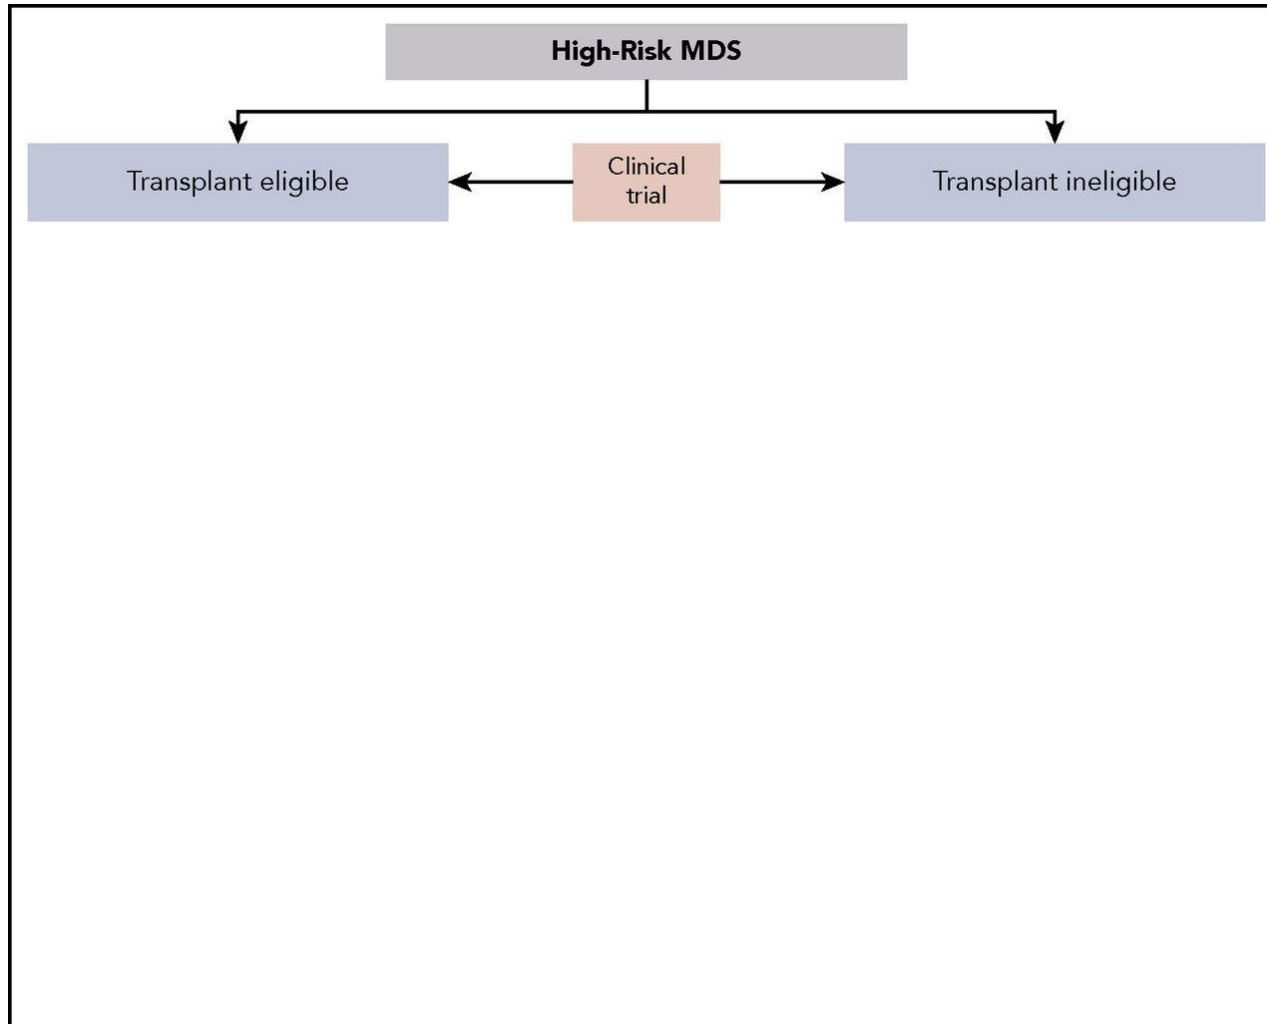 High-Risk MDS
Transplant eligible
Clinical
trial
Transplant ineligible